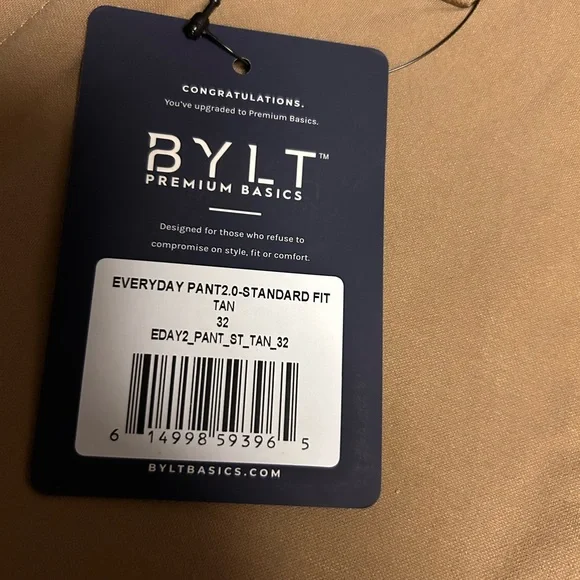 CONGRATULATIONS.
You've upgraded to Premium Basics.
BYLT™
PREMIUM BASICS
Designed for those who refuse to
compromise on style, fit or comfort.
EVERYDAY PANT2.0-STANDARD FIT
TAN
32
EDAY2_PANT_ST_TAN_32
6 14998 59396 5
BYLTBASICS.COM